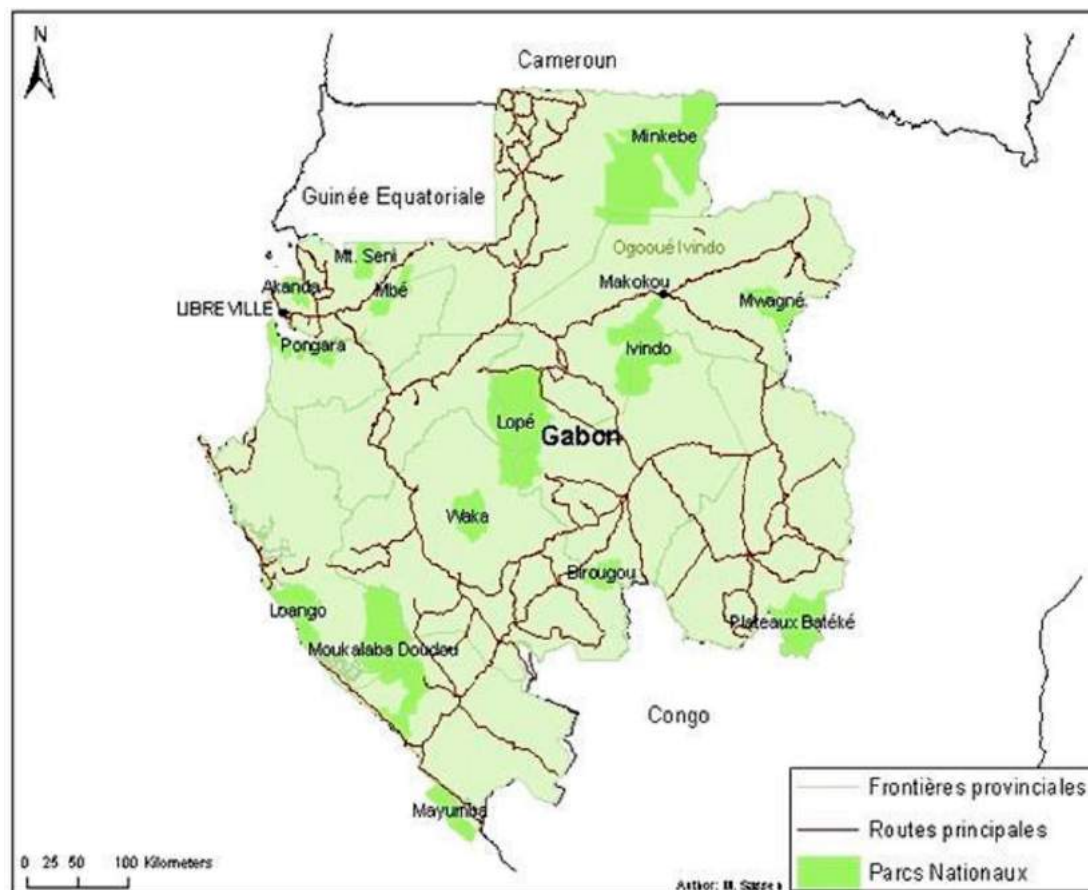 N
Cameroun
Minkebe
Guinée Equatoriale
Ogooué Ivindo
Mt. Seni
Akanda
Mbé
Makokou
Mwagné
LIBREVILLE
Pongara
Ivindo
Lopé
Gabon
Waka
Birougou
Loango
Plateaux Batéké
Moukalaba Doudou
Congo
Mayumba
Frontières provinciales
Routes principales
Parcs Nationaux
0 25 50 100 Kilometers
Author: M.